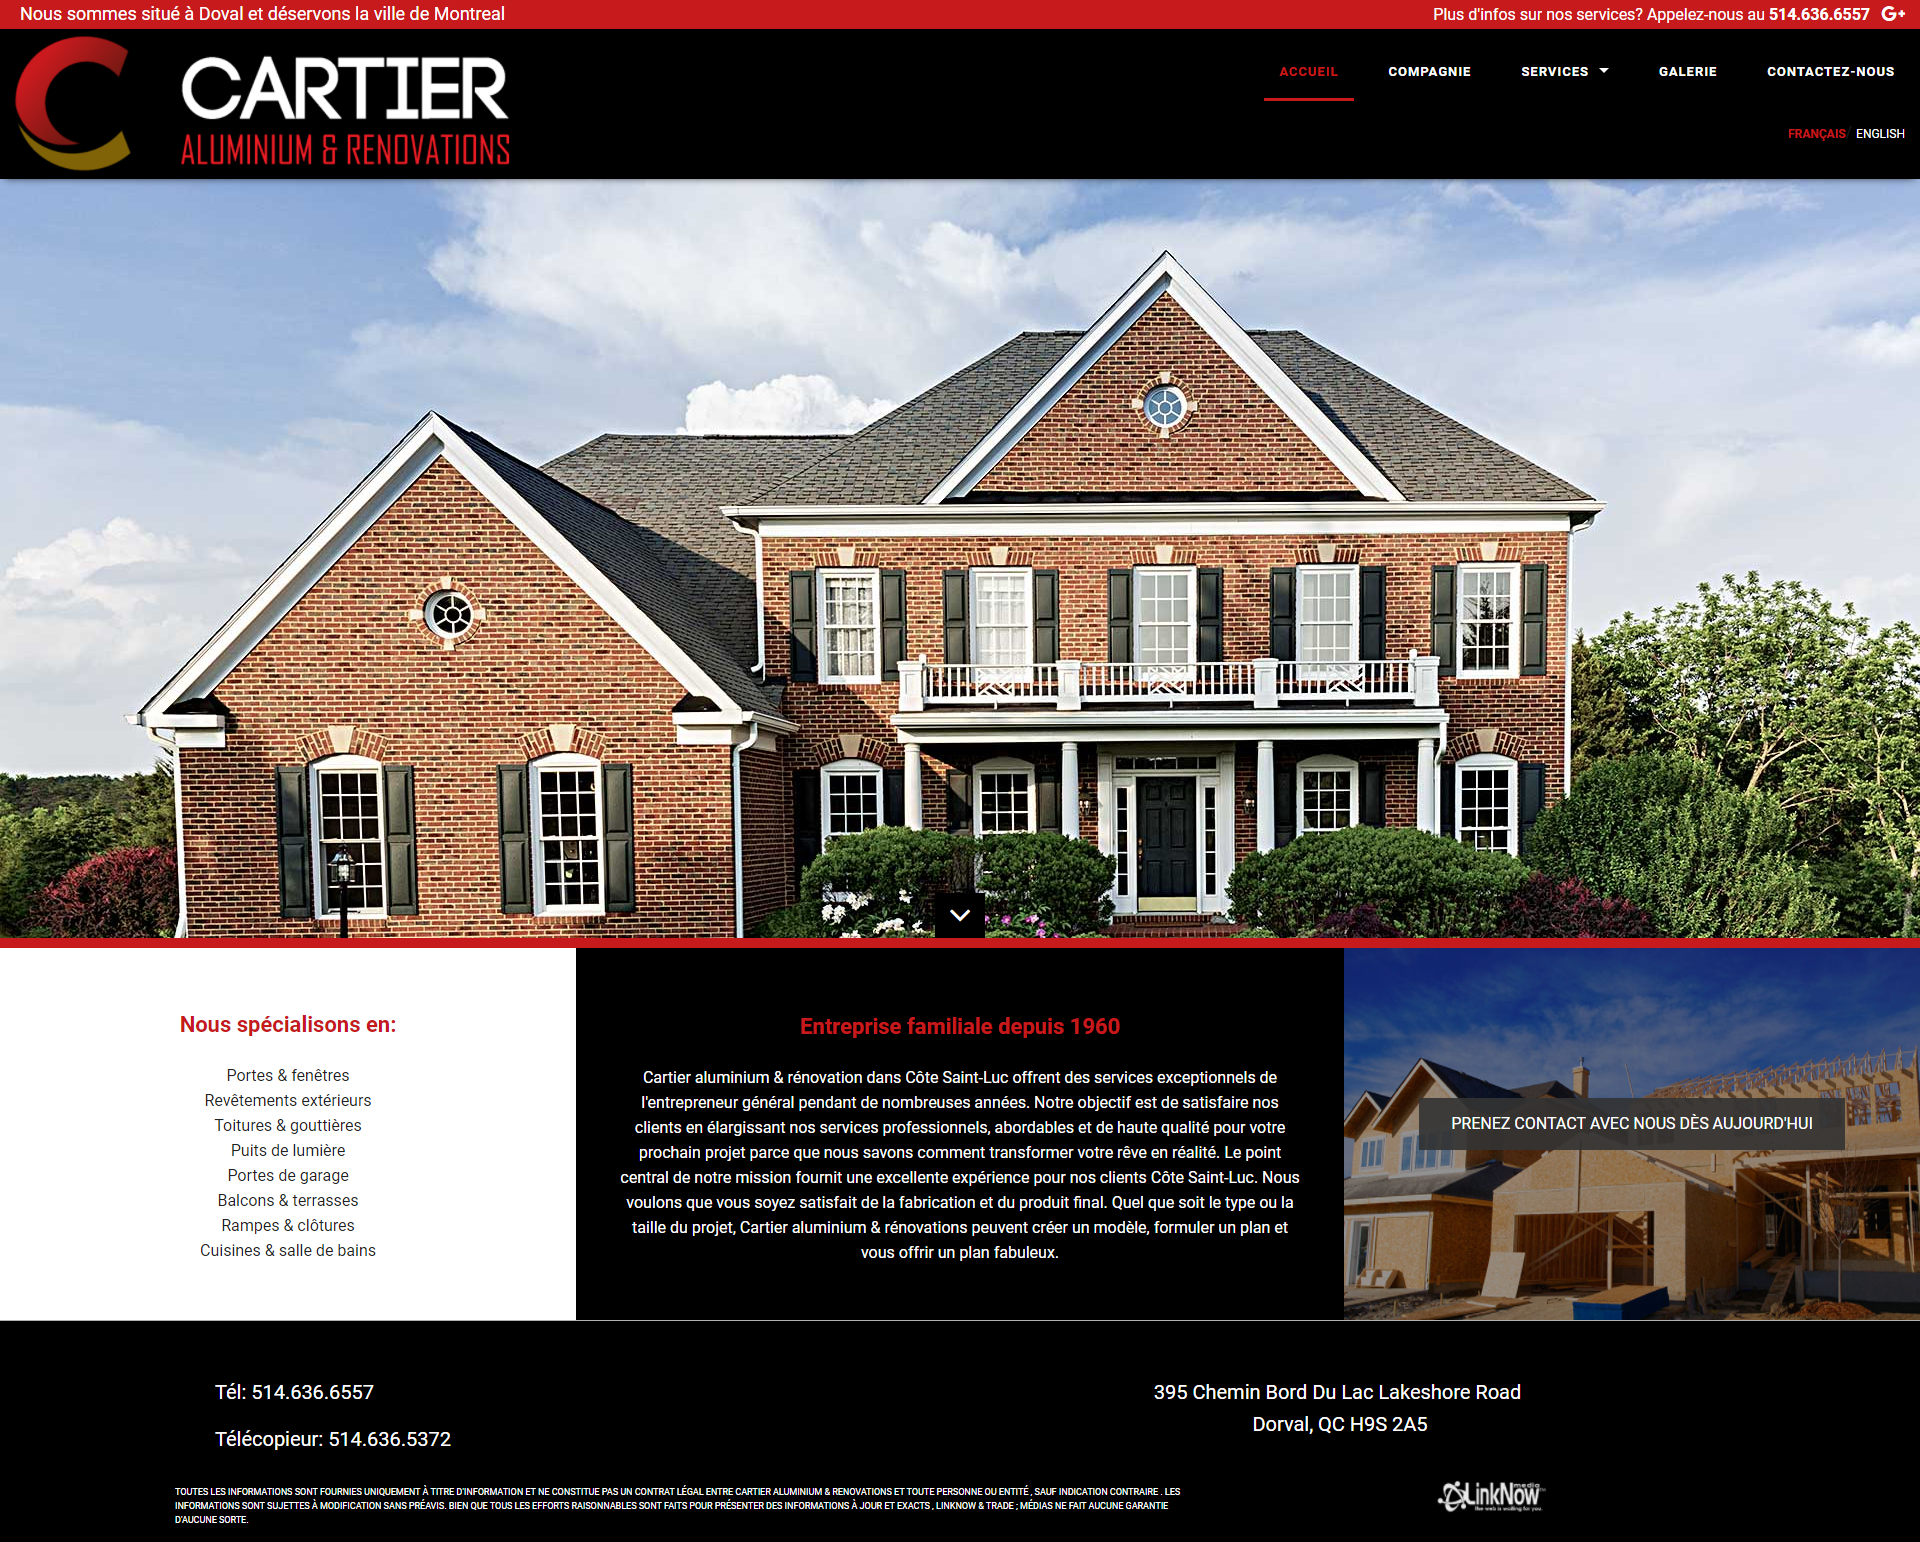 Nous sommes situé à Doval et déservons la ville de Montreal
Plus d'infos sur nos services? Appelez-nous au 514.636.6557 G+
CARTIER
ALUMINIUM & RENOVATIONS
ACCUEIL COMPAGNIE SERVICES GALERIE CONTACTEZ-NOUS
FRANÇAIS / ENGLISH
Nous spécialisons en:
Portes & fenêtres
Revêtements extérieurs
Toitures & gouttières
Puits de lumière
Portes de garage
Balcons & terrasses
Rampes & clôtures
Cuisines & salle de bains
Entreprise familiale depuis 1960
Cartier aluminium & rénovation dans Côte Saint-Luc offrent des services exceptionnels de
l'entrepreneur général pendant de nombreuses années. Notre objectif est de satisfaire nos
clients en élargissant nos services professionnels, abordables et de haute qualité pour votre
prochain projet parce que nous savons comment transformer votre rêve en réalité. Le point
central de notre mission fournit une excellente expérience pour nos clients Côte Saint-Luc. Nous
voulons que vous soyez satisfait de la fabrication et du produit final. Quel que soit le type ou la
taille du projet, Cartier aluminium & rénovations peuvent créer un modèle, formuler un plan et
vous offrir un plan fabuleux.
PRENEZ CONTACT AVEC NOUS DÈS AUJOURD'HUI
Tél: 514.636.6557
Télécopieur: 514.636.5372
395 Chemin Bord Du Lac Lakeshore Road
Dorval, QC H9S 2A5
TOUTES LES INFORMATIONS SONT FOURNIES UNIQUEMENT À TITRE D'INFORMATION ET NE CONSTITUE PAS UN CONTRAT LÉGAL ENTRE CARTIER ALUMINIUM & RENOVATIONS ET TOUTE PERSONNE OU ENTITÉ , SAUF INDICATION CONTRAIRE . LES
INFORMATIONS SONT SUJETTES À MODIFICATION SANS PRÉAVIS. BIEN QUE TOUS LES EFFORTS RAISONNABLES SONT FAITS POUR PRÉSENTER DES INFORMATIONS À JOUR ET EXACTS , LINKNOW & TRADE ; MÉDIAS NE FAIT AUCUNE GARANTIE
D'AUCUNE SORTE.
LinkNow media
the web is waiting for you.